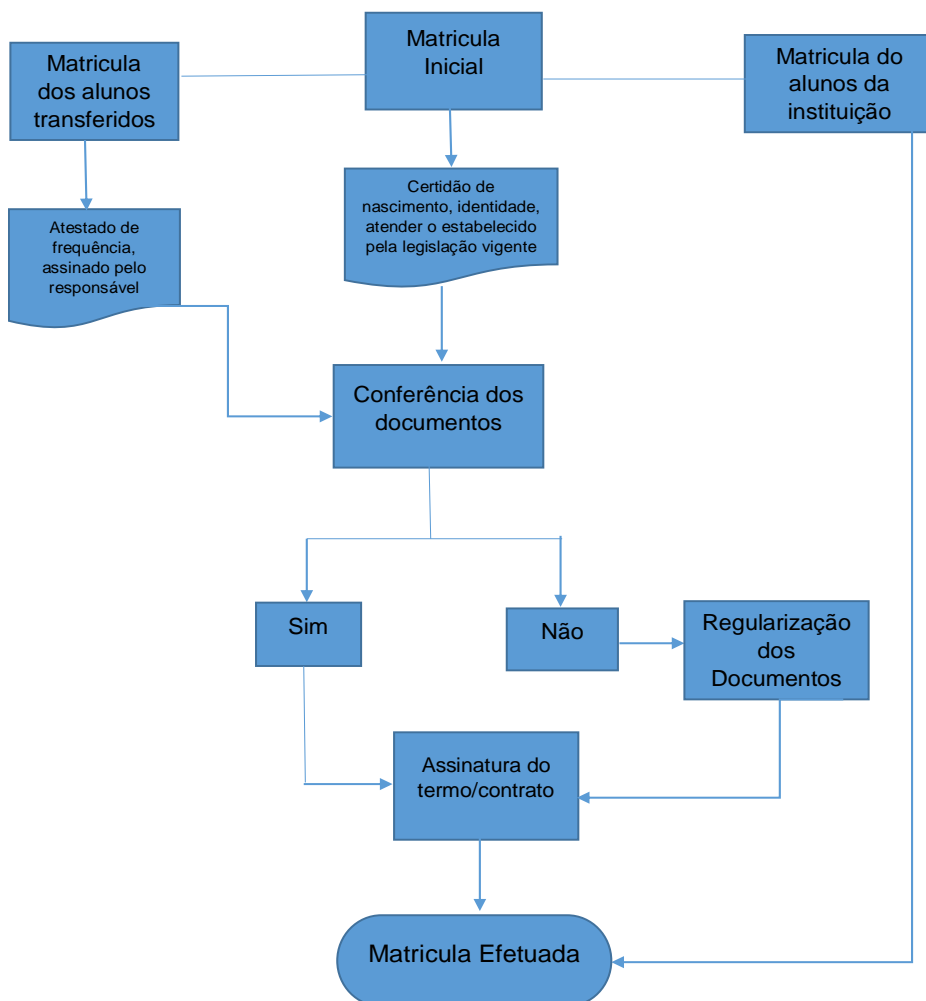 Matricula
dos alunos
transferidos
Matricula
Inicial
Matricula do
alunos da
instituição
Atestado de
frequência,
assinado pelo
responsável
Certidão de
nascimento, identidade,
atender o estabelecido
pela legislação vigente
Conferência dos
documentos
Sim
Não
Regularização
dos
Documentos
Assinatura do
termo/contrato
Matricula Efetuada